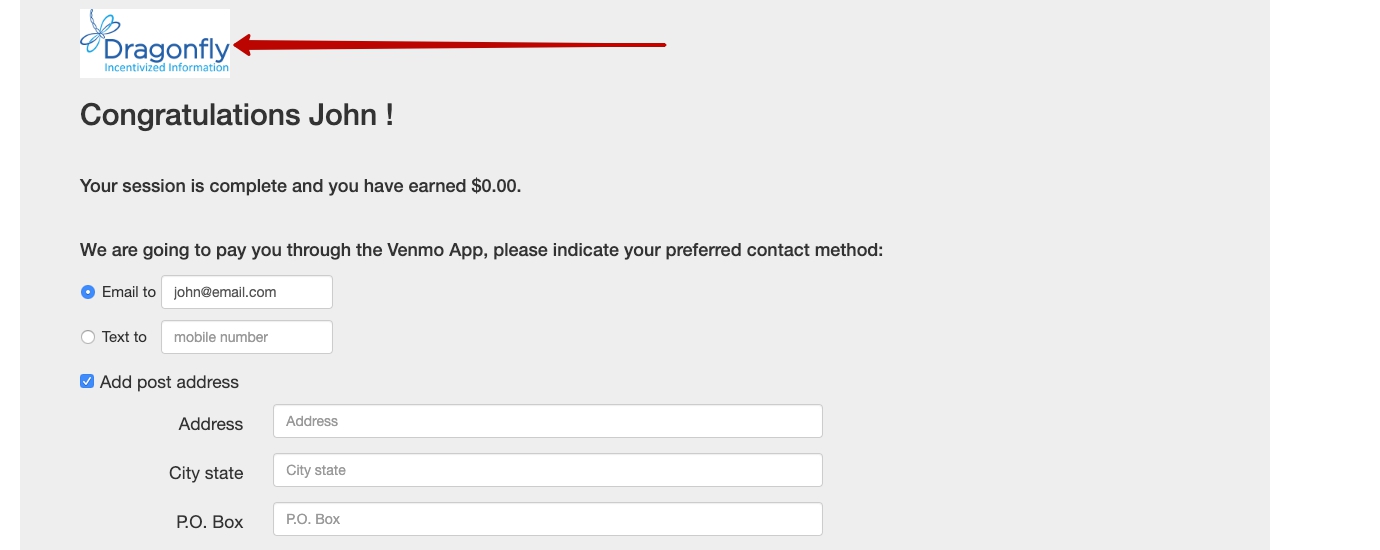 Dragonfly
Incentivized Information
Congratulations John !
Your session is complete and you have earned $0.00.
We are going to pay you through the Venmo App, please indicate your preferred contact method:
Email to john@email.com
Text to mobile number
Add post address
Address Address
City state City state
P.O. Box P.O. Box